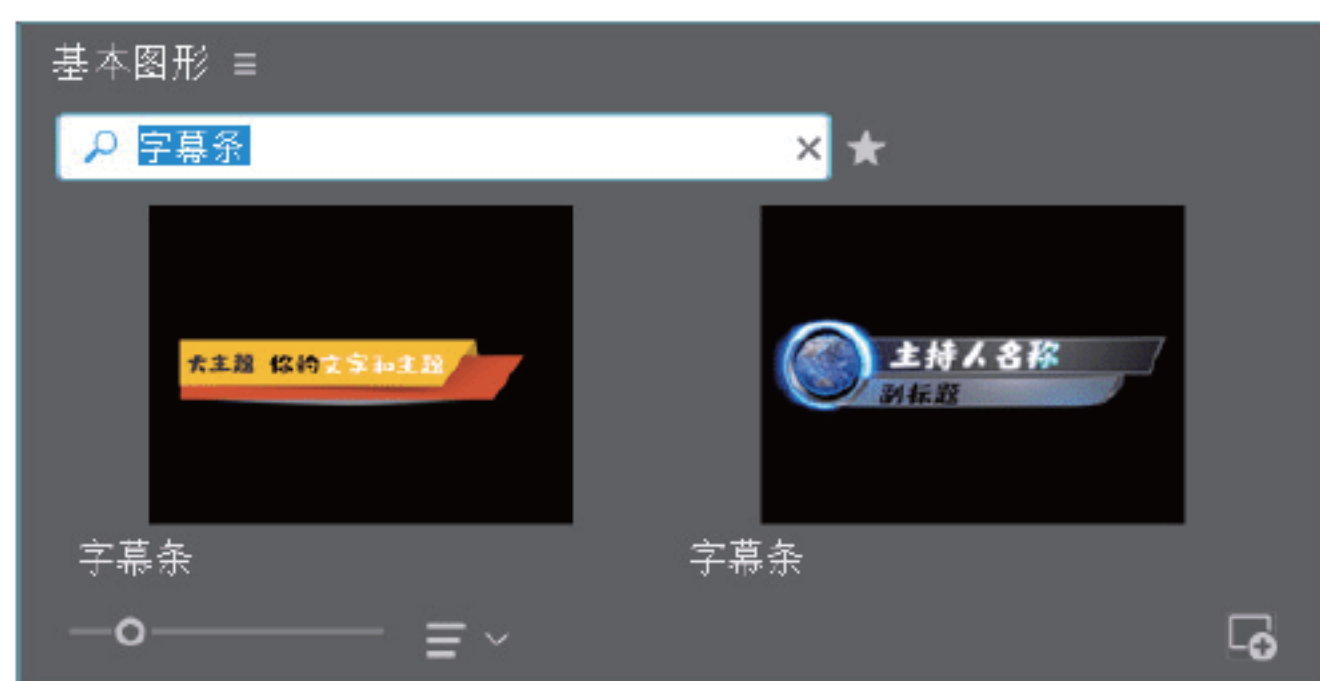 基本图形
字幕条
大主题 你的文字和主题
主持人名称
副标题
字幕条
字幕条